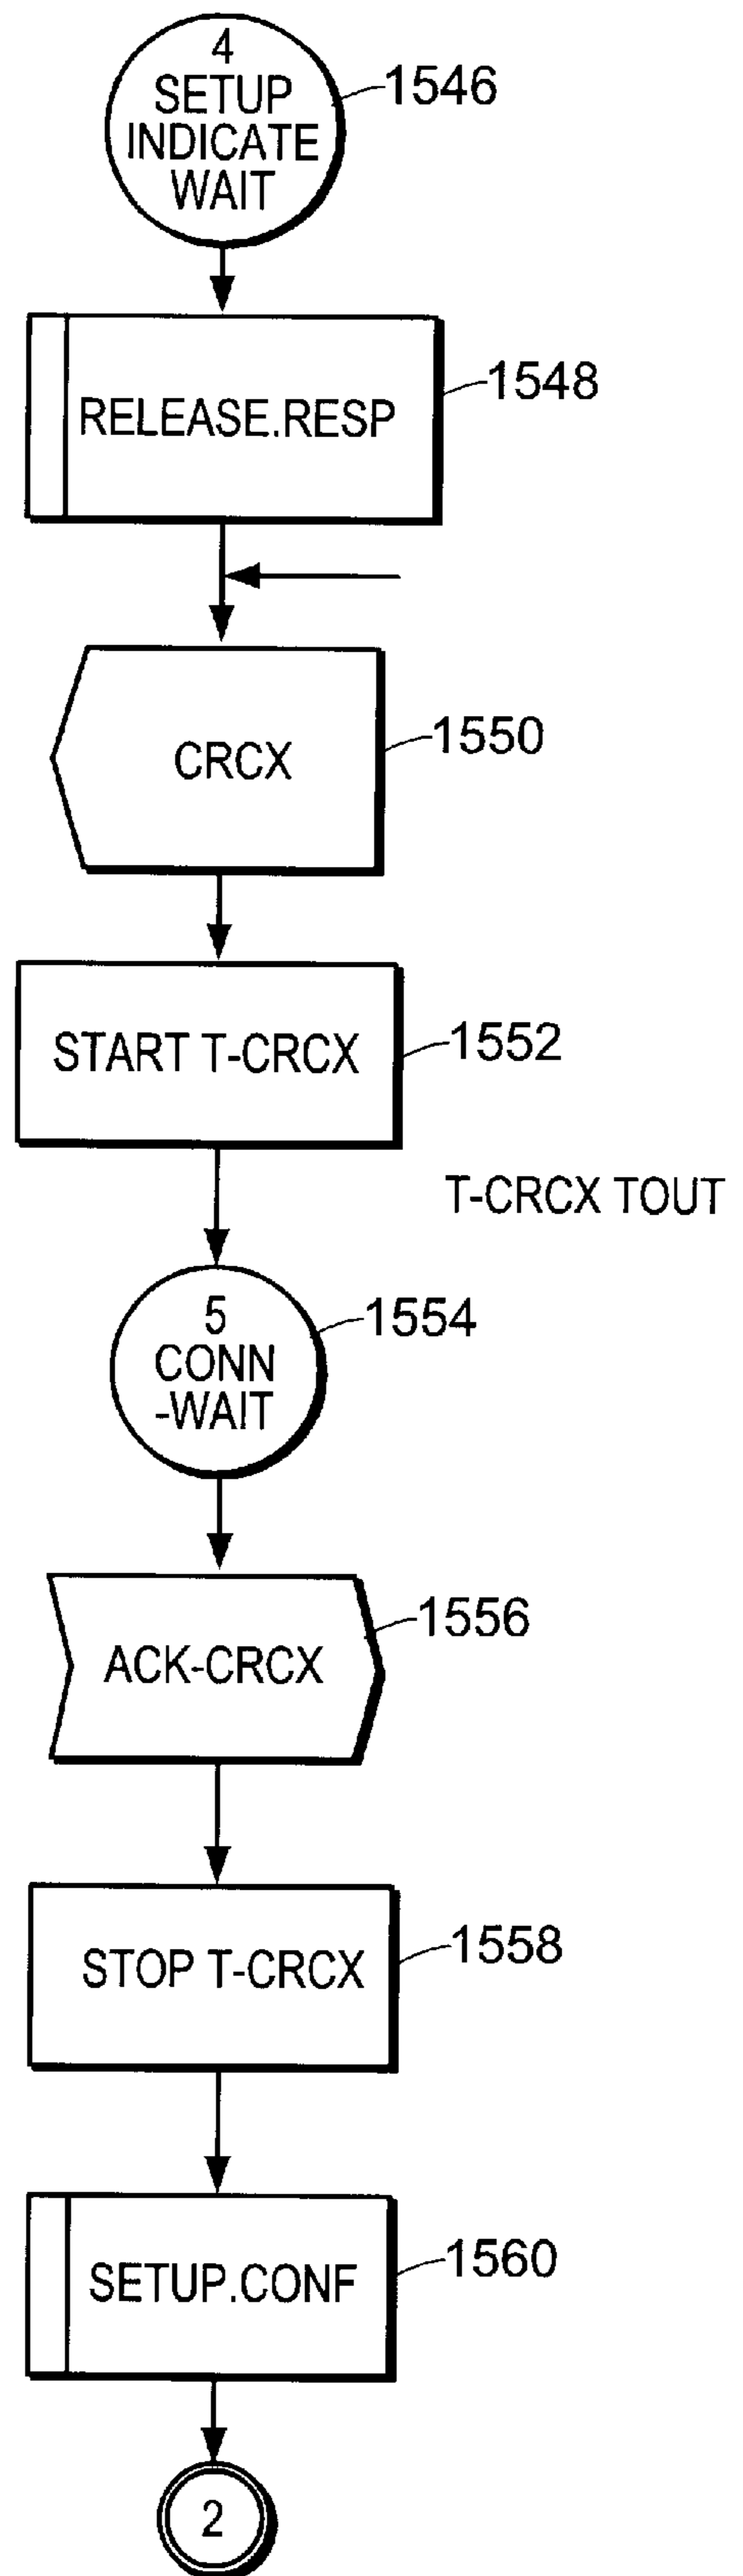 4
SETUP
INDICATE
WAIT
1546
RELEASE.RESP
1548
CRCX
1550
START T-CRCX
1552
T-CRCX TOUT
5
CONN
-WAIT
1554
ACK-CRCX
1556
STOP T-CRCX
1558
SETUP.CONF
1560
2